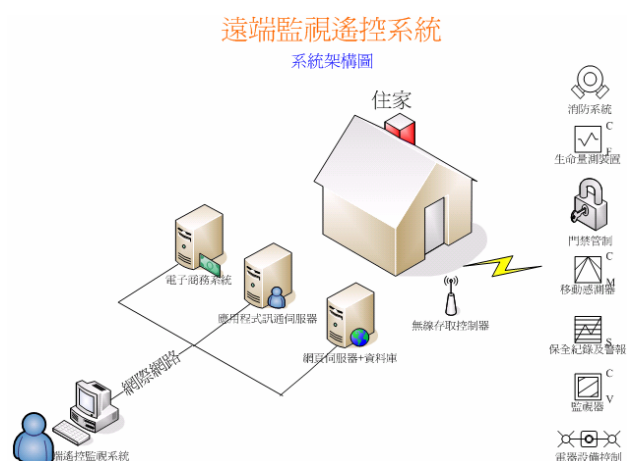 遠端監視遙控系統
系統架構圖
住家
消防系統
C
F
生命量測裝置
門禁管制
C
M
移動感測器
電子商務系統
應用程式訊通伺服器
無線存取控制器
網頁伺服器+資料庫
S
保全紀錄及警報
網際網路
C
V
監視器
端遙控監視系統
電器設備控制